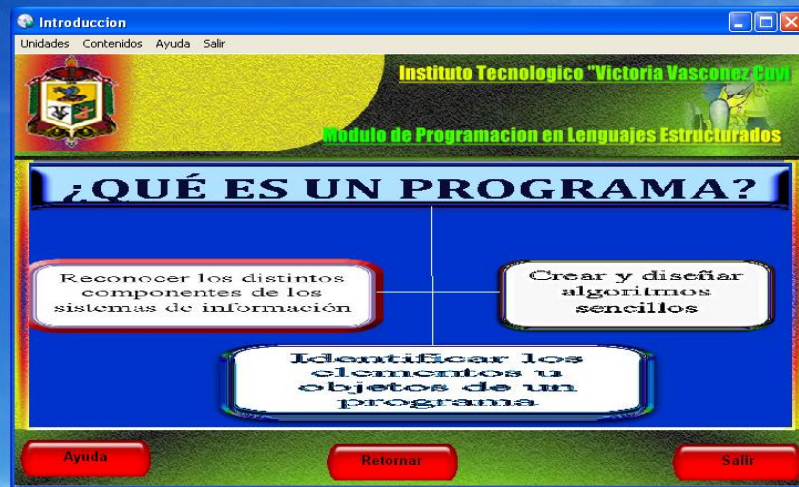 Introduccion
Unidades Contenidos Ayuda Salir
Instituto Tecnologico "Victoria Vasconez Cuvi
Modulo de Programacion en Lenguajes Estructurados
¿QUÉ ES UN PROGRAMA?
Reconocer los distintos
componentes de los
sistemas de información
Crear y diseñar
algoritmos
sencillos
Identificar los
elementos u
objetos de un
programa
Ayuda
Retornar
Salir